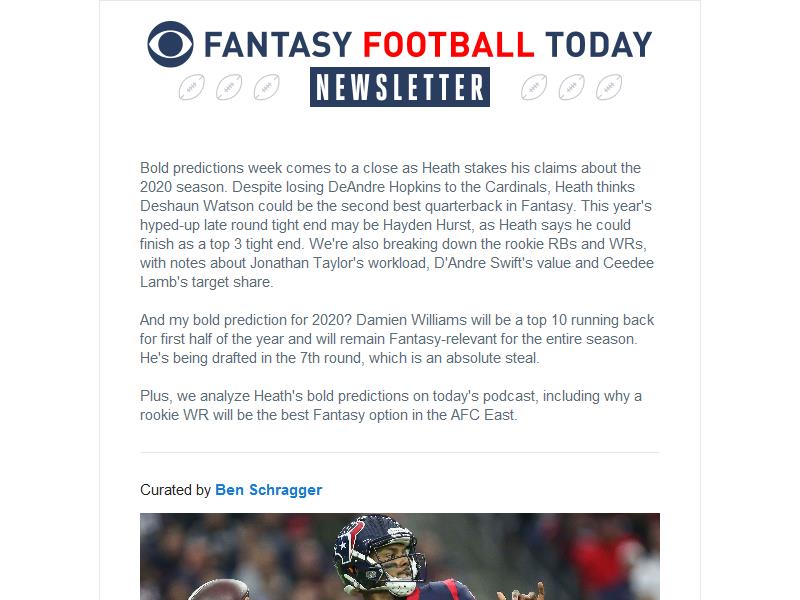 FANTASY FOOTBALL TODAY
NEWSLETTER
Bold predictions week comes to a close as Heath stakes his claims about the
2020 season. Despite losing DeAndre Hopkins to the Cardinals, Heath thinks
Deshaun Watson could be the second best quarterback in Fantasy. This year's
hyped-up late round tight end may be Hayden Hurst, as Heath says he could
finish as a top 3 tight end. We're also breaking down the rookie RBs and WRs,
with notes about Jonathan Taylor's workload, D'Andre Swift's value and Ceedee
Lamb's target share.
And my bold prediction for 2020? Damien Williams will be a top 10 running back
for first half of the year and will remain Fantasy-relevant for the entire season.
He's being drafted in the 7th round, which is an absolute steal.
Plus, we analyze Heath's bold predictions on today's podcast, including why a
rookie WR will be the best Fantasy option in the AFC East.
Curated by Ben Schragger